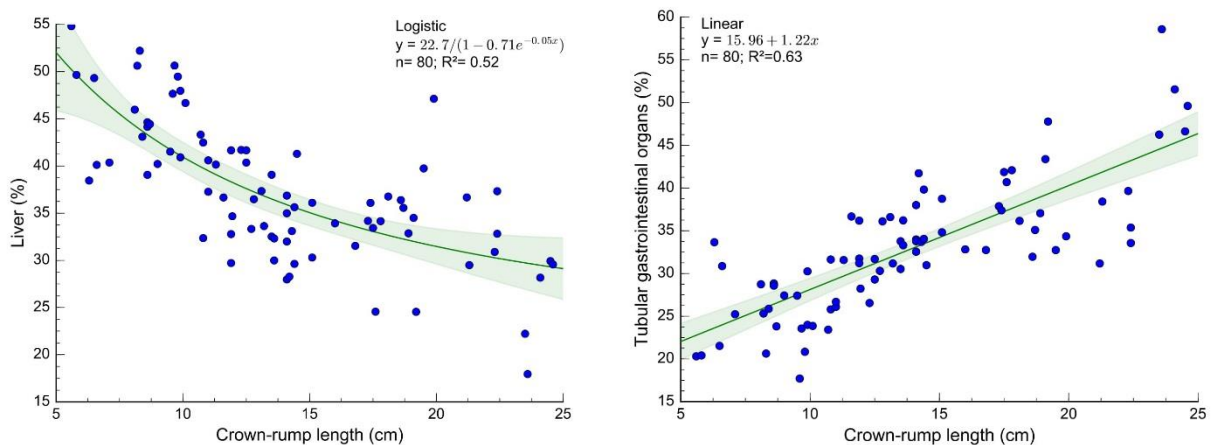 Logistic
y = 22.7/(1 − 0.71e^{−0.05x})
n= 80; R²= 0.52
Liver (%)
55
50
45
40
35
30
25
20
15
5
10
15
20
25
Crown-rump length (cm)
Linear
y = 15.96 + 1.22x
n= 80; R²=0.63
Tubular gastrointestinal organs (%)
60
55
50
45
40
35
30
25
20
15
5
10
15
20
25
Crown-rump length (cm)